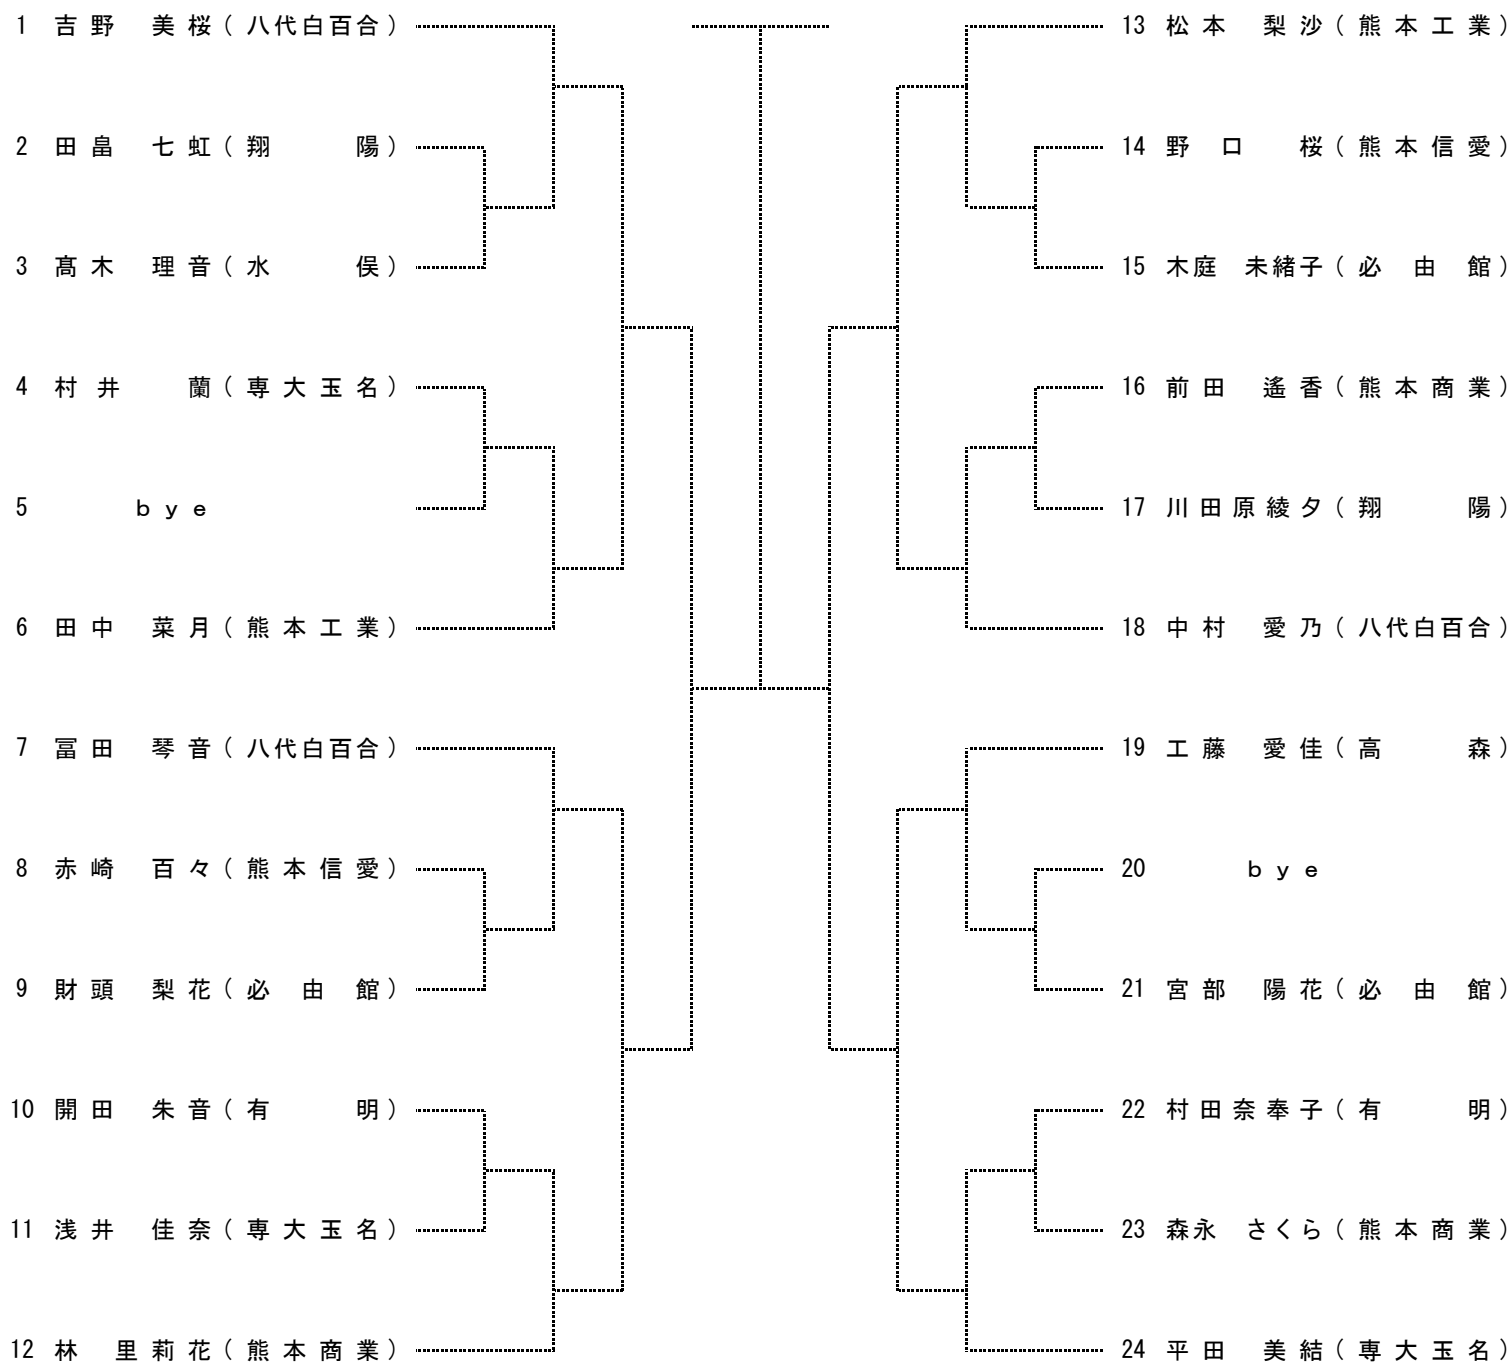 1 吉野 美桜(八代白百合)
2 田畠 七虹(翔 陽)
3 髙木 理音(水 俣)
4 村井 蘭(専大玉名)
5 bye
6 田中 菜月(熊本工業)
7 冨田 琴音(八代白百合)
8 赤崎 百々(熊本信愛)
9 財頭 梨花(必由館)
10 開田 朱音(有 明)
11 浅井 佳奈(専大玉名)
12 林 里莉花(熊本商業)
13 松本 梨沙(熊本工業)
14 野口 桜(熊本信愛)
15 木庭 未緒子(必由館)
16 前田 遙香(熊本商業)
17 川田原綾夕(翔 陽)
18 中村 愛乃(八代白百合)
19 工藤 愛佳(高 森)
20 bye
21 宮部 陽花(必由館)
22 村田奈奉子(有 明)
23 森永 さくら(熊本商業)
24 平田 美結(専大玉名)